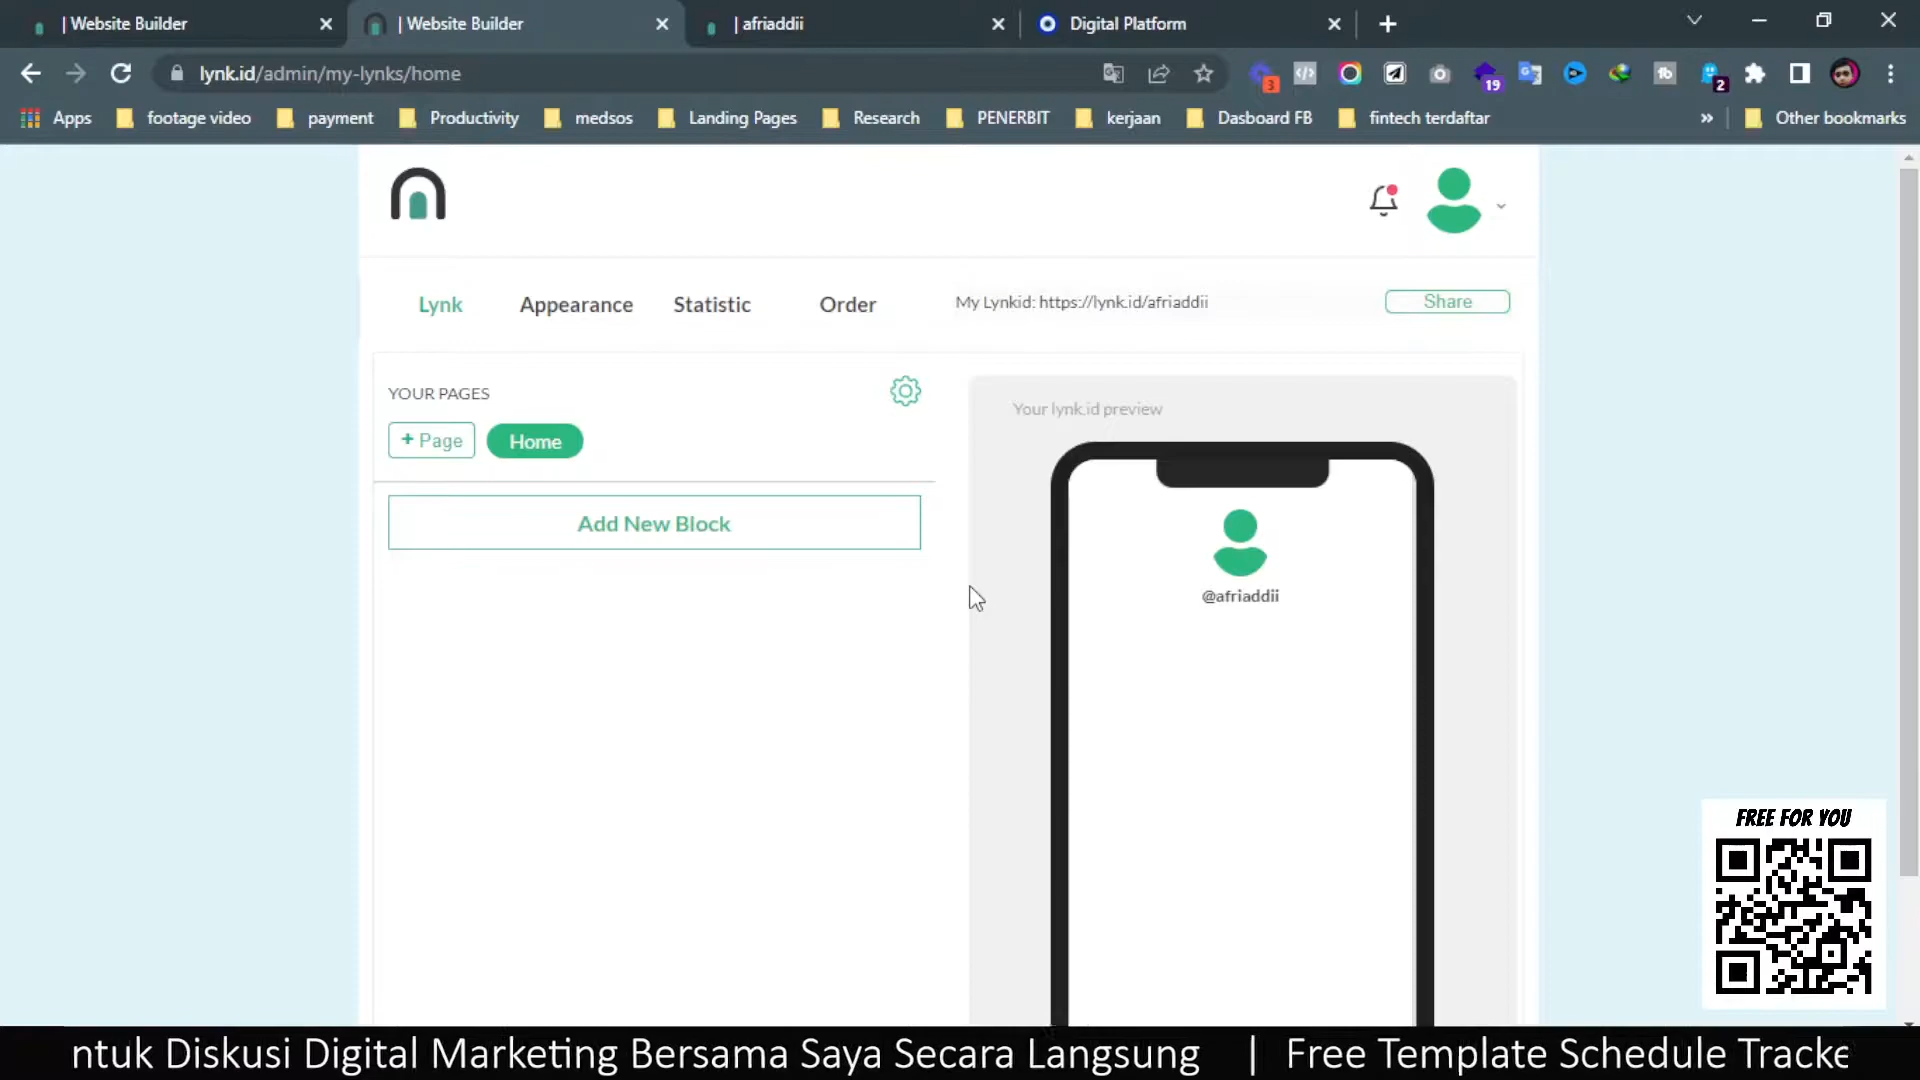 | Website Builder
| Website Builder
| afriaddii
Digital Platform
lynk.id/admin/my-lynks/home
3
19
2
Apps
footage video
payment
Productivity
medsos
Landing Pages
Research
PENERBIT
kerjaan
Dasboard FB
fintech terdaftar
»
Other bookmarks
Lynk
Appearance
Statistic
Order
My Lynkid: https://lynk.id/afriaddii
Share
YOUR PAGES
+ Page
Home
Add New Block
Your lynk.id preview
@afriaddii
FREE FOR YOU
ntuk Diskusi Digital Marketing Bersama Saya Secara Langsung | Free Template Schedule Tracke